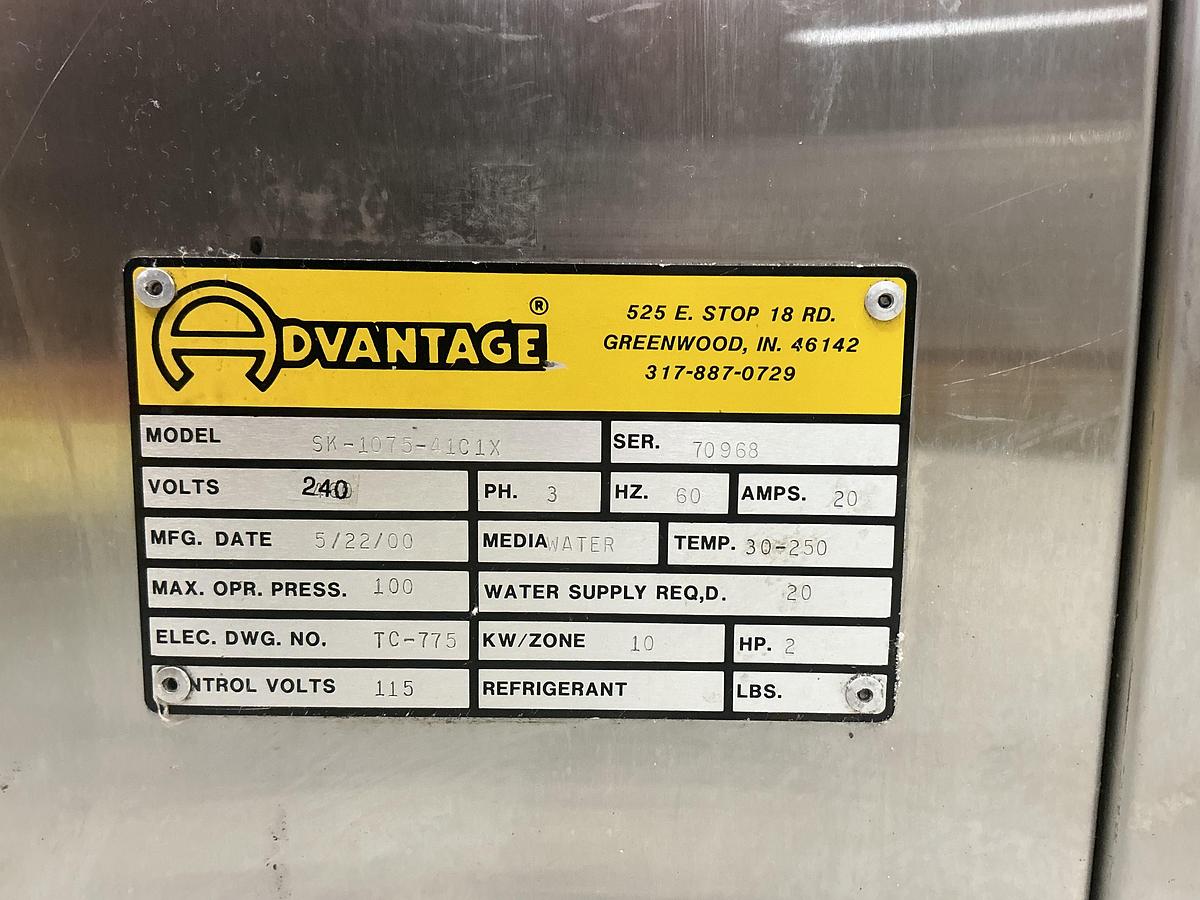 ADVANTAGE ®
525 E. STOP 18 RD.
GREENWOOD, IN. 46142
317-887-0729
MODEL SK-1075-41C1X SER. 70968
VOLTS 240 PH. 3 HZ. 60 AMPS. 20
MFG. DATE 5/22/00 MEDIA WATER TEMP. 30-250
MAX. OPR. PRESS. 100 WATER SUPPLY REQ,D. 20
ELEC. DWG. NO. TC-775 KW/ZONE 10 HP. 2
NTROL VOLTS 115 REFRIGERANT LBS.